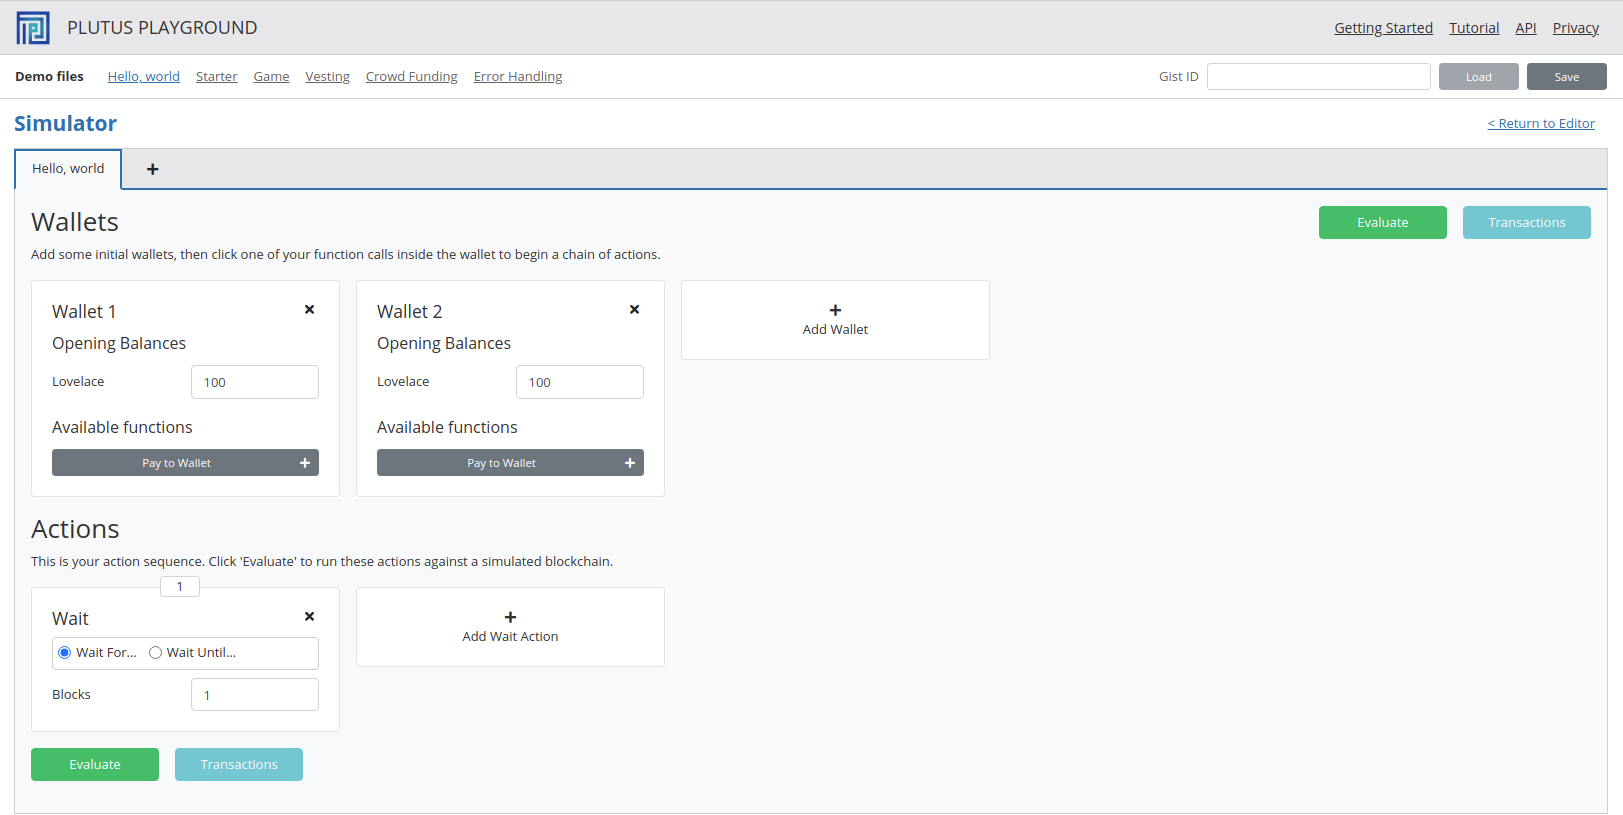 PLUTUS PLAYGROUND
Getting Started Tutorial API Privacy
Demo files Hello, world Starter Game Vesting Crowd Funding Error Handling Gist ID Load Save
Simulator
< Return to Editor
Hello, world +
Wallets
Evaluate Transactions
Add some initial wallets, then click one of your function calls inside the wallet to begin a chain of actions.
Wallet 1
Opening Balances
Lovelace 100
Available functions
Pay to Wallet +
Wallet 2
Opening Balances
Lovelace 100
Available functions
Pay to Wallet +
+
Add Wallet
Actions
This is your action sequence. Click 'Evaluate' to run these actions against a simulated blockchain.
1
Wait
Wait For... Wait Until...
Blocks 1
+
Add Wait Action
Evaluate Transactions